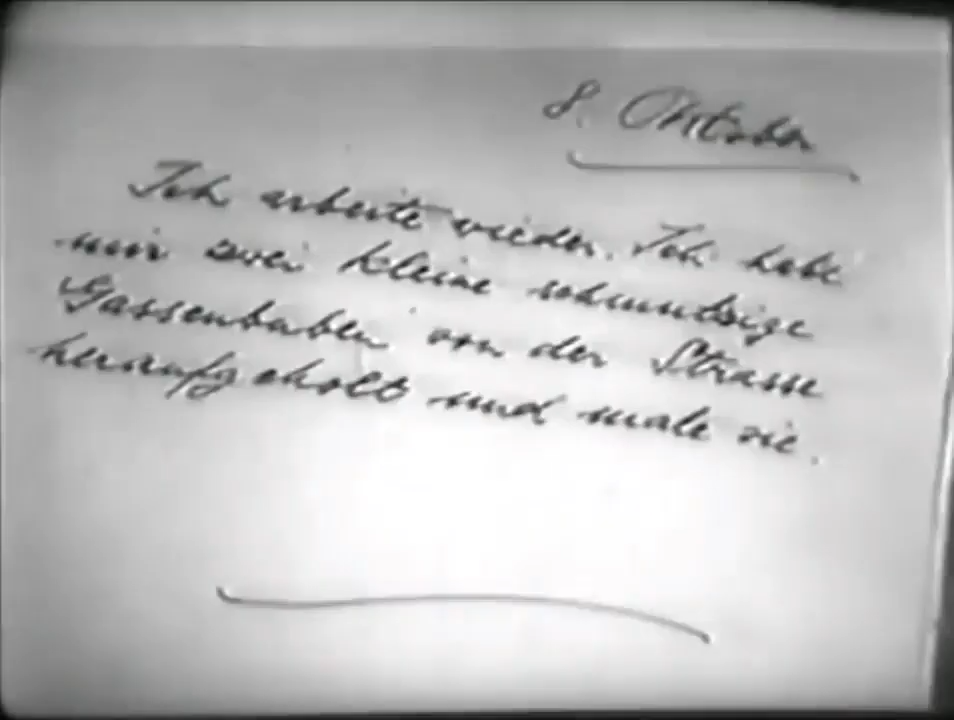 8. Oktober
Ich arbeite wieder. Ich habe
mir zwei kleine schmutzige
Gassenbuben von der Strasse
heraufgeholt und male sie.